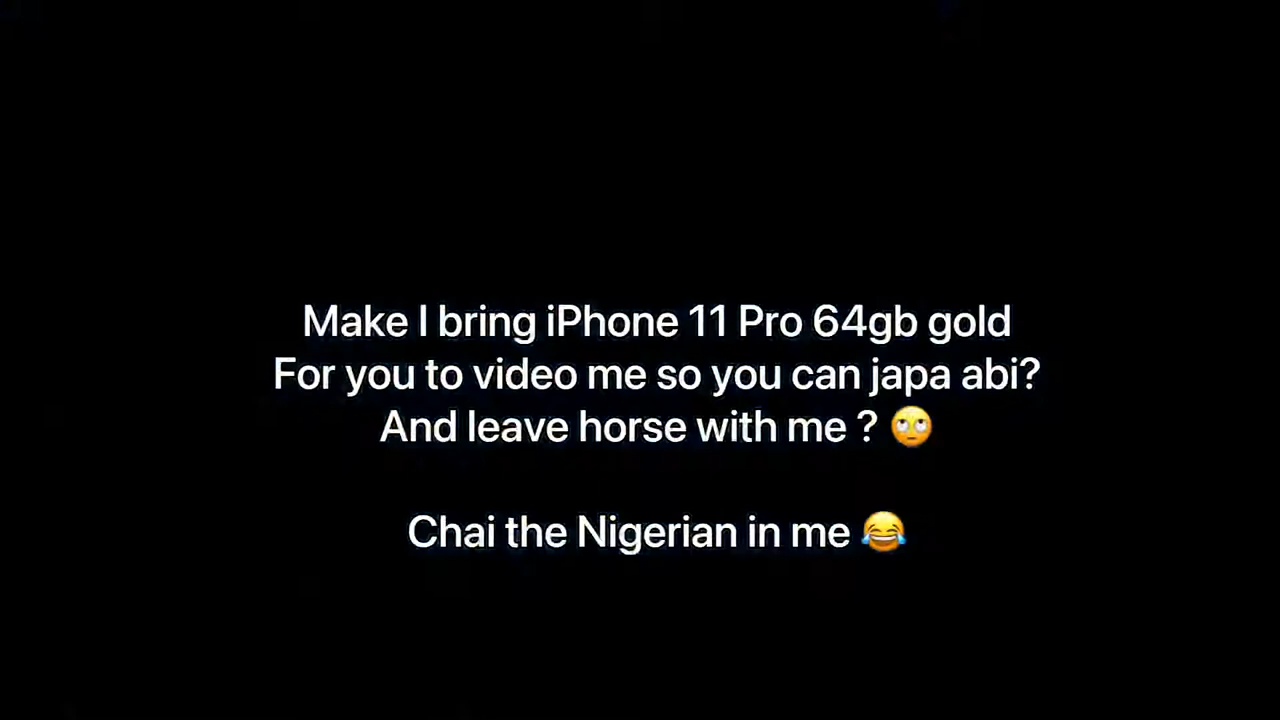 Make I bring iPhone 11 Pro 64gb gold
For you to video me so you can japa abi?
And leave horse with me ? 🙄
Chai the Nigerian in me 😂